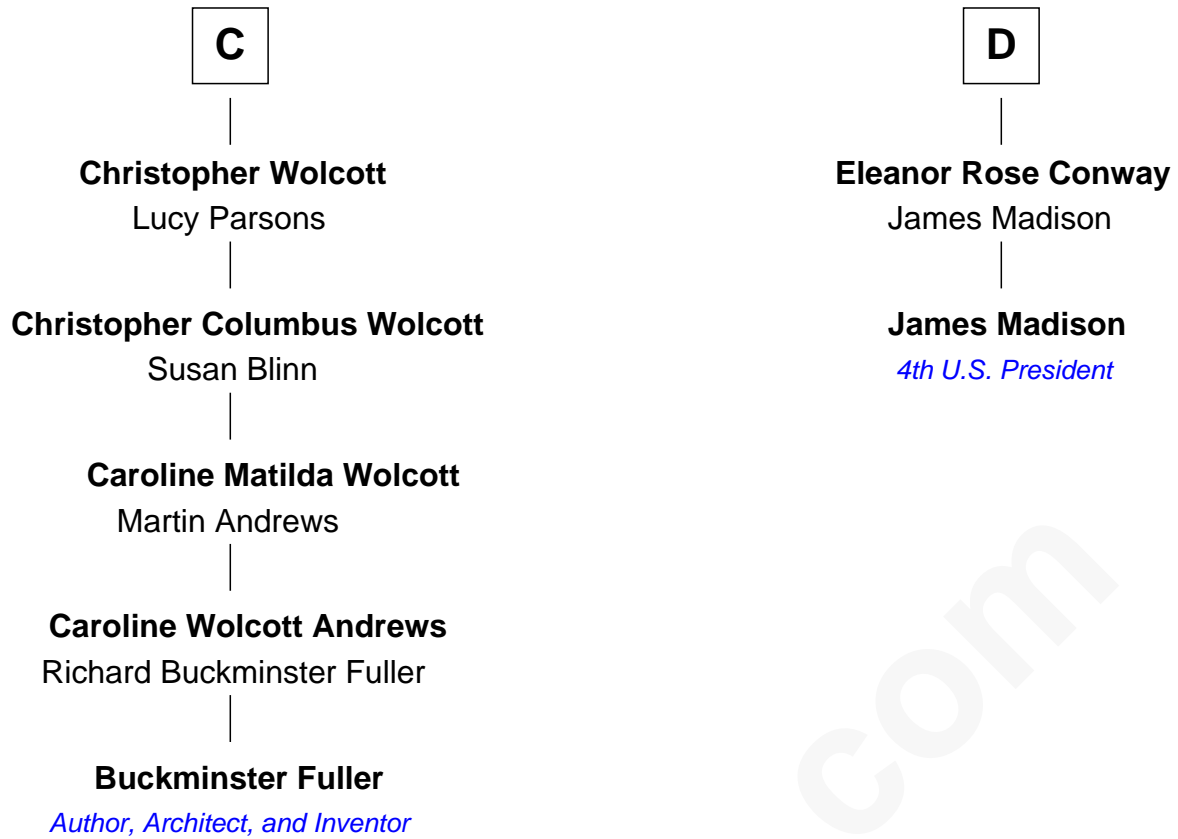 C
Christopher Wolcott
Lucy Parsons
Christopher Columbus Wolcott
Susan Blinn
Caroline Matilda Wolcott
Martin Andrews
Caroline Wolcott Andrews
Richard Buckminster Fuller
Buckminster Fuller
Author, Architect, and Inventor
D
Eleanor Rose Conway
James Madison
James Madison
4th U.S. President
com